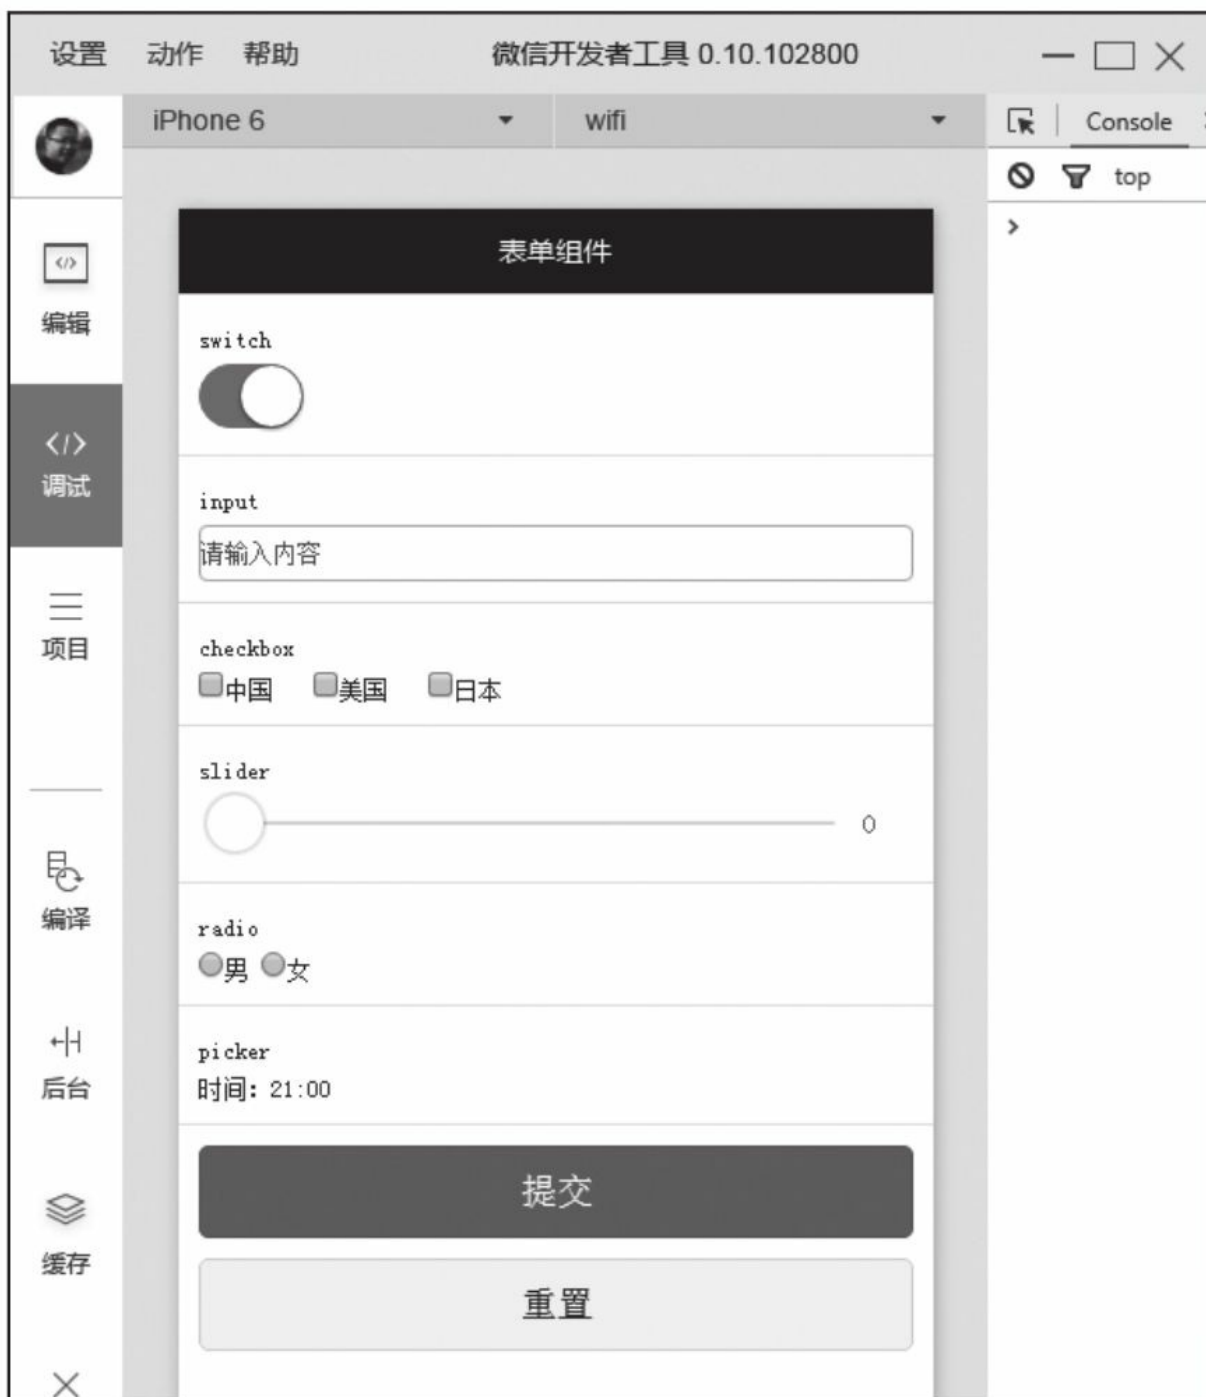 设置 动作 帮助 微信开发者工具 0.10.102800
iPhone 6 wifi Console
top
表单组件
编辑
switch
调试
input
请输入内容
项目
checkbox
中国 美国 日本
slider
0
编译
radio
男 女
picker
时间：21:00
后台
提交
缓存
重置